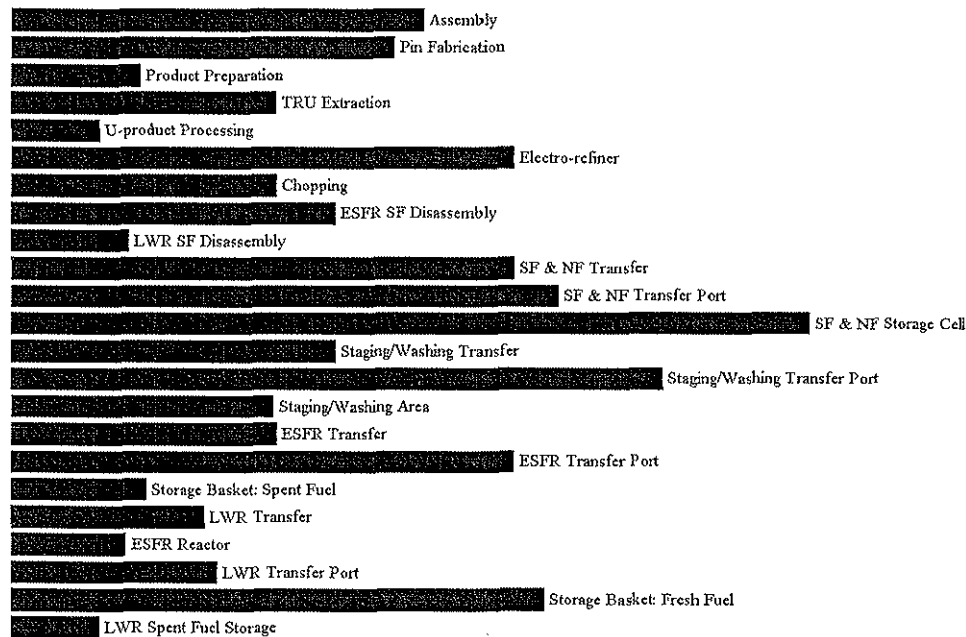 Assembly
Pin Fabrication
Product Preparation
TRU Extraction
U-product Processing
Electro-refiner
Chopping
ESFR SF Disassembly
LWR SF Disassembly
SF & NF Transfer
SF & NF Transfer Port
SF & NF Storage Cell
Staging/Washing Transfer
Staging/Washing Transfer Port
Staging/Washing Area
ESFR Transfer
ESFR Transfer Port
Storage Basket: Spent Fuel
LWR Transfer
ESFR Reactor
LWR Transfer Port
Storage Basket: Fresh Fuel
LWR Spent Fuel Storage